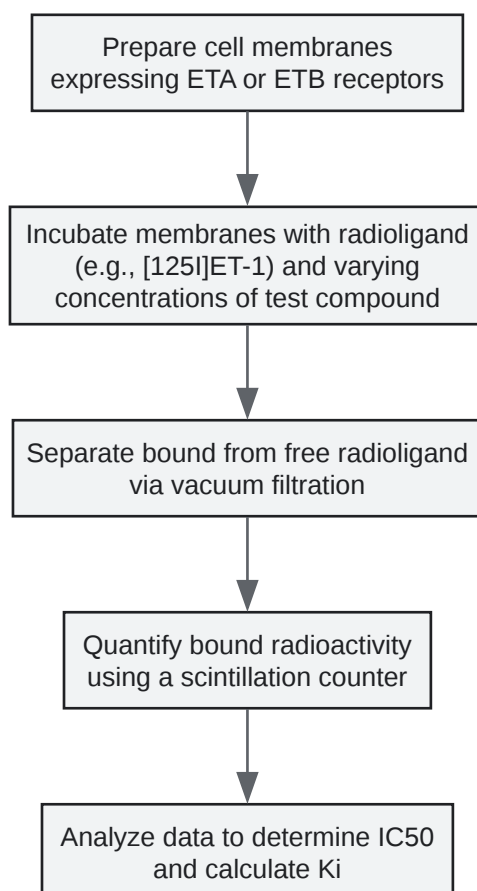 Prepare cell membranes
expressing ETA or ETB receptors
Incubate membranes with radioligand
(e.g., [125I]ET-1) and varying
concentrations of test compound
Separate bound from free radioligand
via vacuum filtration
Quantify bound radioactivity
using a scintillation counter
Analyze data to determine IC50
and calculate Ki